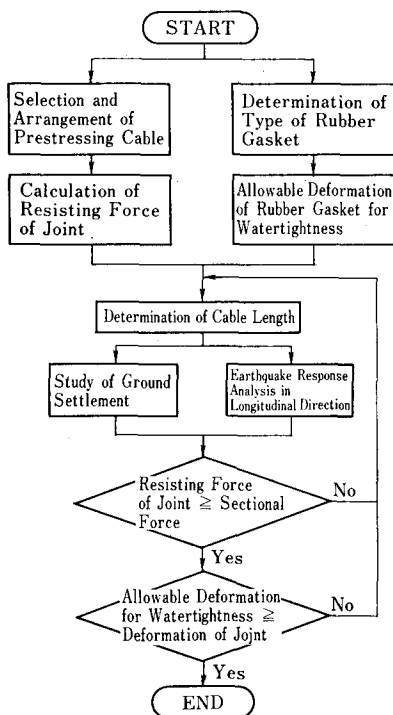 START
Selection and
Arrangement of
Prestressing Cable
Determination of
Type of Rubber
Gasket
Calculation of
Resisting Force
of Joint
Allowable Deformation
of Rubber Gasket for
Watertightness
Determination of Cable Length
Study of Ground
Settlement
Earthquake Response
Analysis in
Longitudinal Direction
Resisting Force
of Joint ≧ Sectional
Force
No
Yes
Allowable Deformation
for Watertightness ≧
Deformation of Joint
No
Yes
END